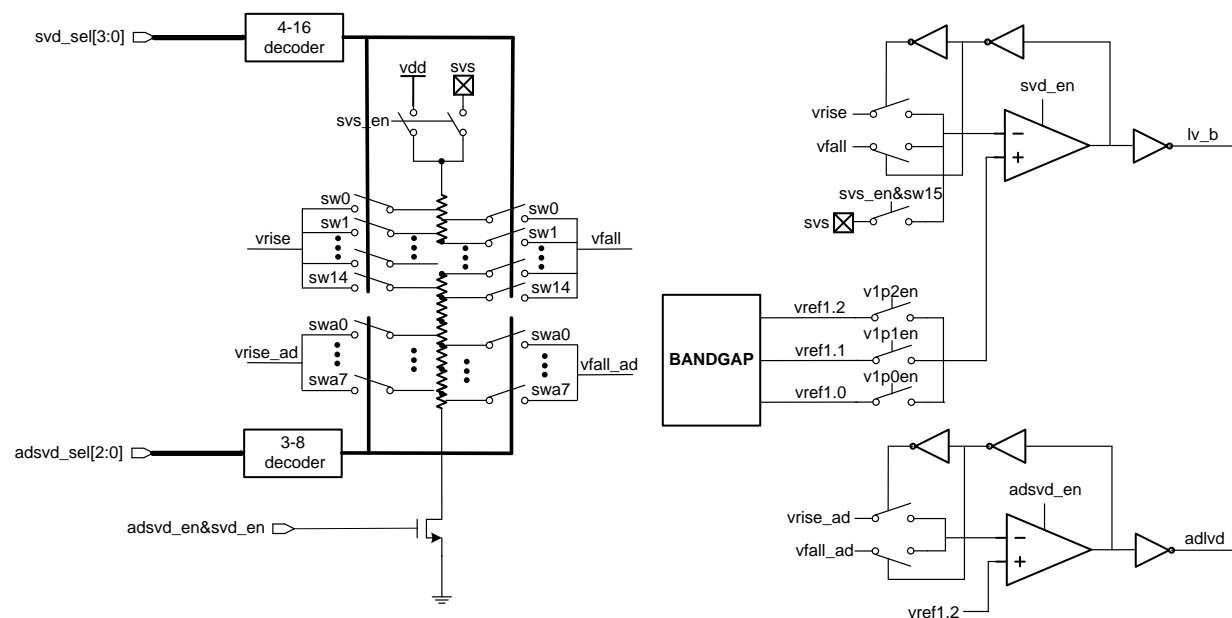 svd_sel[3:0]
4-16
decoder
vdd
svs
svs_en
sw0
sw1
sw14
vrise
sw0
sw1
sw14
vfall
swa0
swa7
vrise_ad
swa0
swa7
vfall_ad
adsvd_sel[2:0]
3-8
decoder
adsvd_en&svd_en
svd_en
vrise
vfall
svs_en&sw15
svs
lv_b
BANDGAP
vref1.2
v1p2en
vref1.1
v1p1en
vref1.0
v1p0en
adsvd_en
vrise_ad
vfall_ad
vref1.2
adlvd